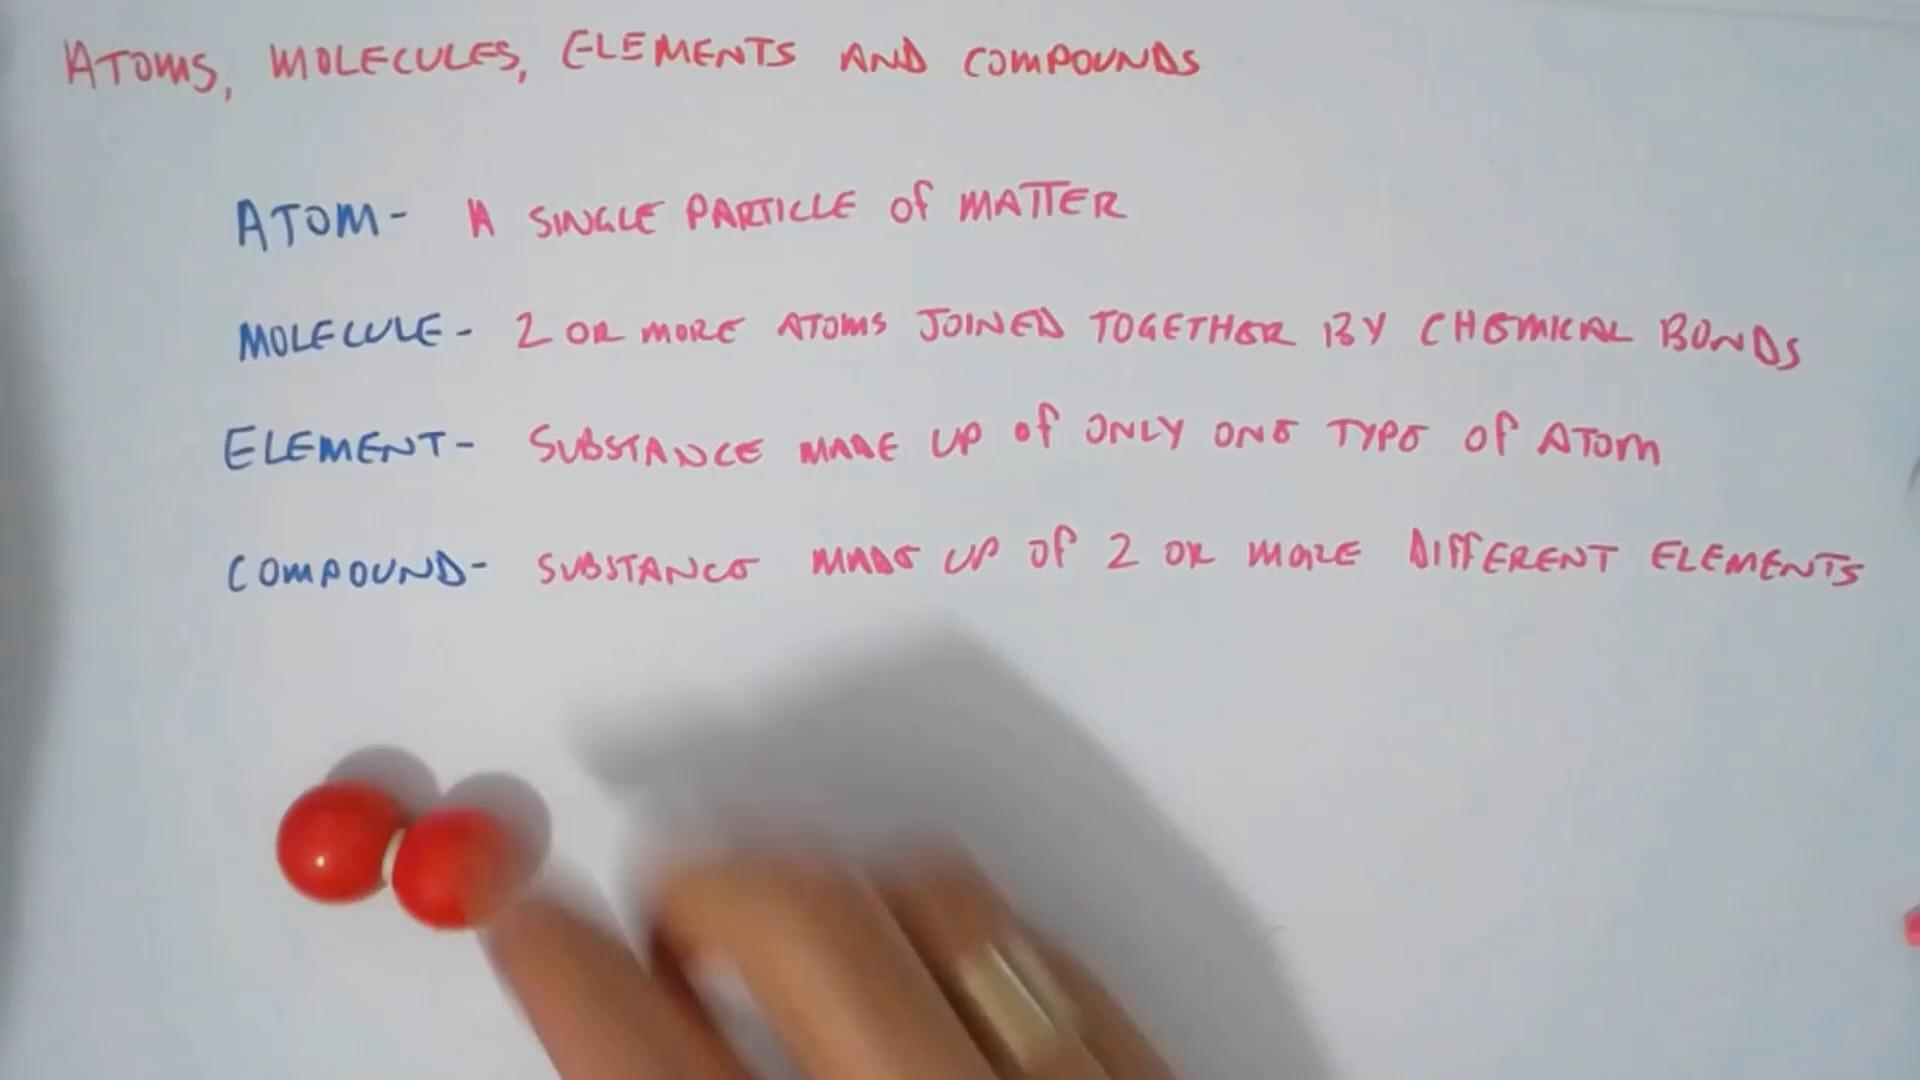 ATOMS, MOLECULES, ELEMENTS AND COMPOUNDS
ATOM- A SINGLE PARTICLE OF MATTER
MOLECULE- 2 OR MORE ATOMS JOINED TOGETHER BY CHEMICAL BONDS
ELEMENT- SUBSTANCE MADE UP OF ONLY ONE TYPE OF ATOM
COMPOUND- SUBSTANCE MADE UP OF 2 OR MORE DIFFERENT ELEMENTS